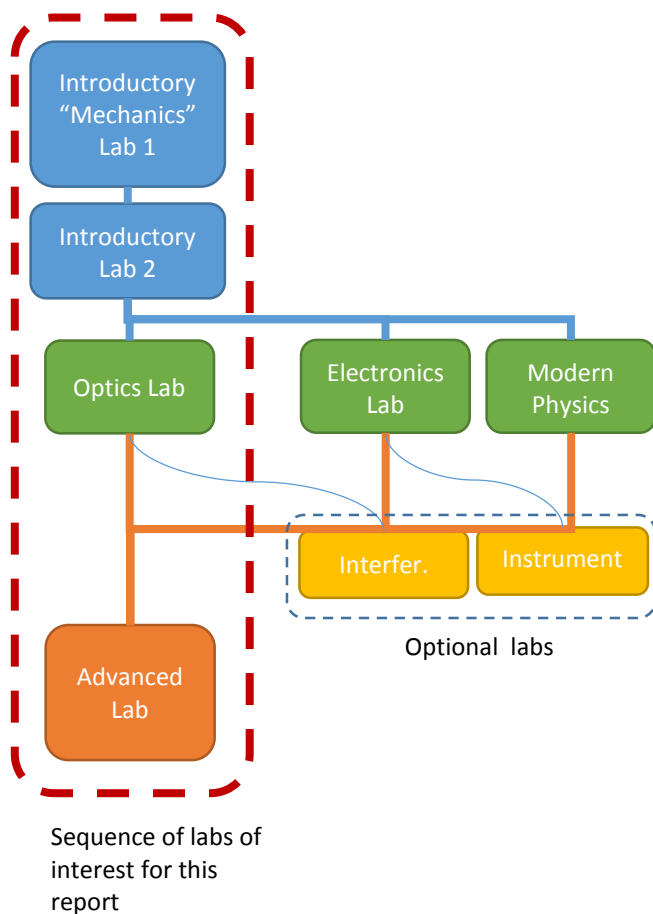 Introductory
“Mechanics”
Lab 1
Introductory
Lab 2
Optics Lab
Electronics
Lab
Modern
Physics
Interfer.
Instrument
Optional  labs
Advanced
Lab
Sequence of labs of
interest for this
report